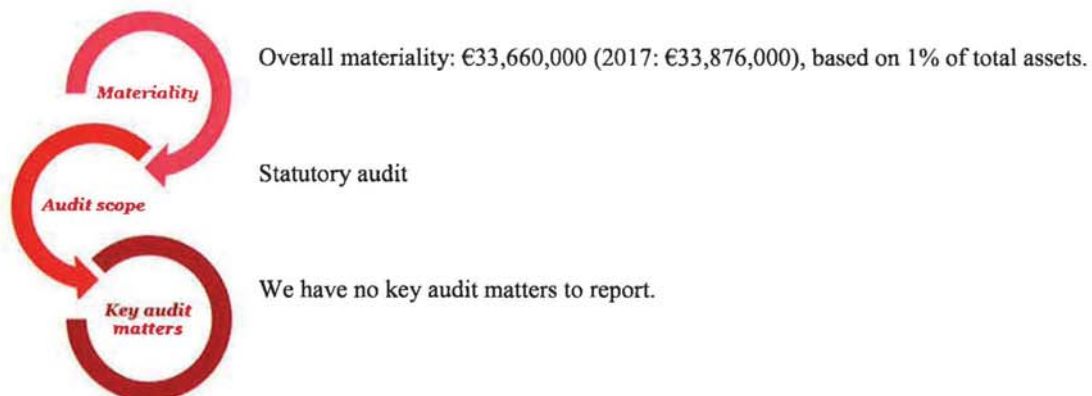 Materiality
Overall materiality: €33,660,000 (2017: €33,876,000), based on 1% of total assets.
Audit scope
Statutory audit
Key audit
matters
We have no key audit matters to report.